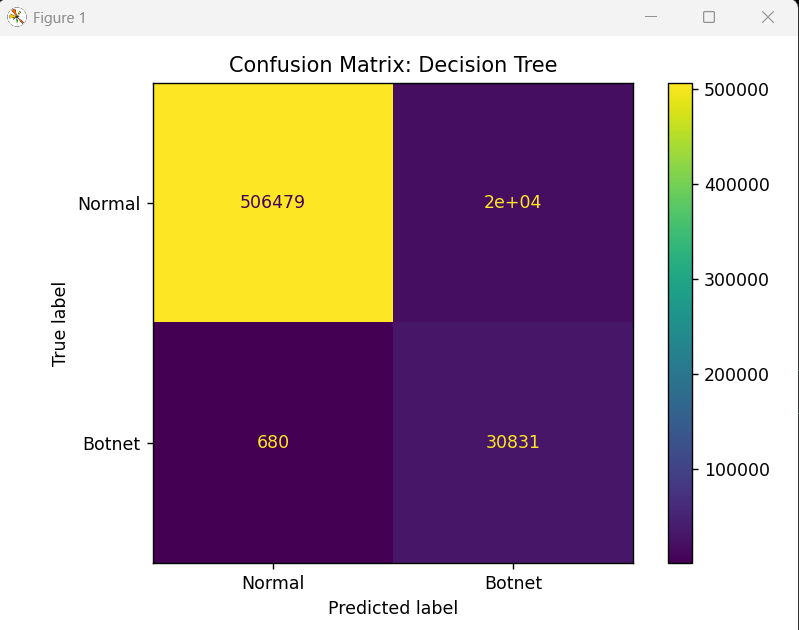 Figure 1
Confusion Matrix: Decision Tree
Normal
506479
2e+04
Botnet
680
30831
True label
Normal
Botnet
Predicted label
500000
400000
300000
200000
100000